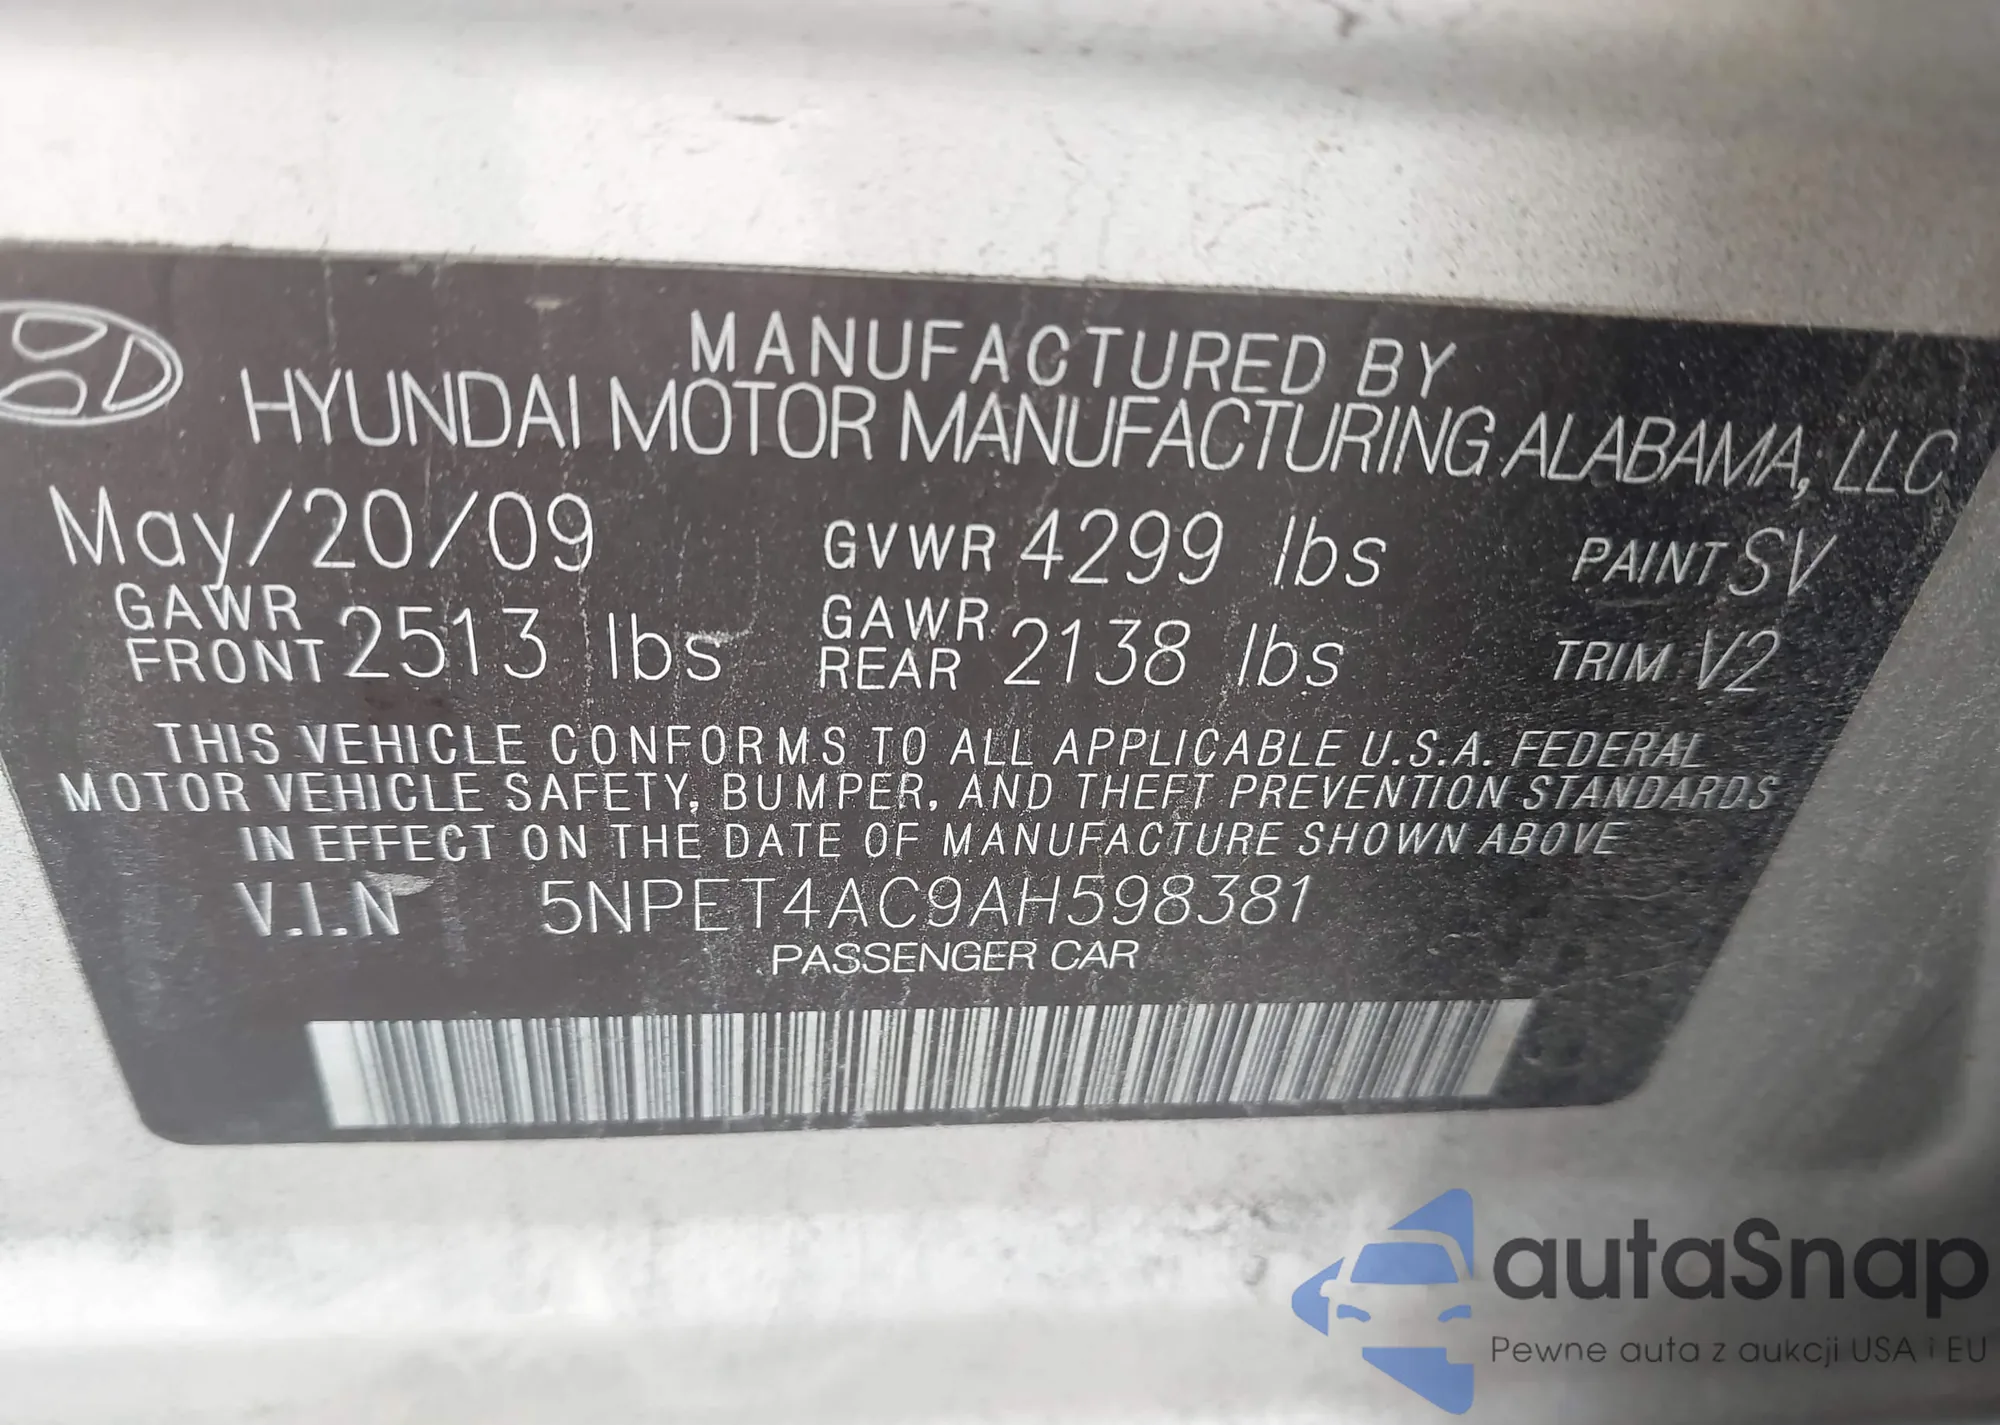 MANUFACTURED BY
HYUNDAI MOTOR MANUFACTURING ALABAMA, LLC
May/20/09 GVWR 4299 lbs PAINT SV
GAWR FRONT 2513 lbs GAWR REAR 2138 lbs TRIM V2
THIS VEHICLE CONFORMS TO ALL APPLICABLE U.S.A. FEDERAL
MOTOR VEHICLE SAFETY, BUMPER, AND THEFT PREVENTION STANDARDS
IN EFFECT ON THE DATE OF MANUFACTURE SHOWN ABOVE
V.I.N 5NPET4AC9AH598381
PASSENGER CAR
autaSnap
Pewne auta z aukcji USA i EU